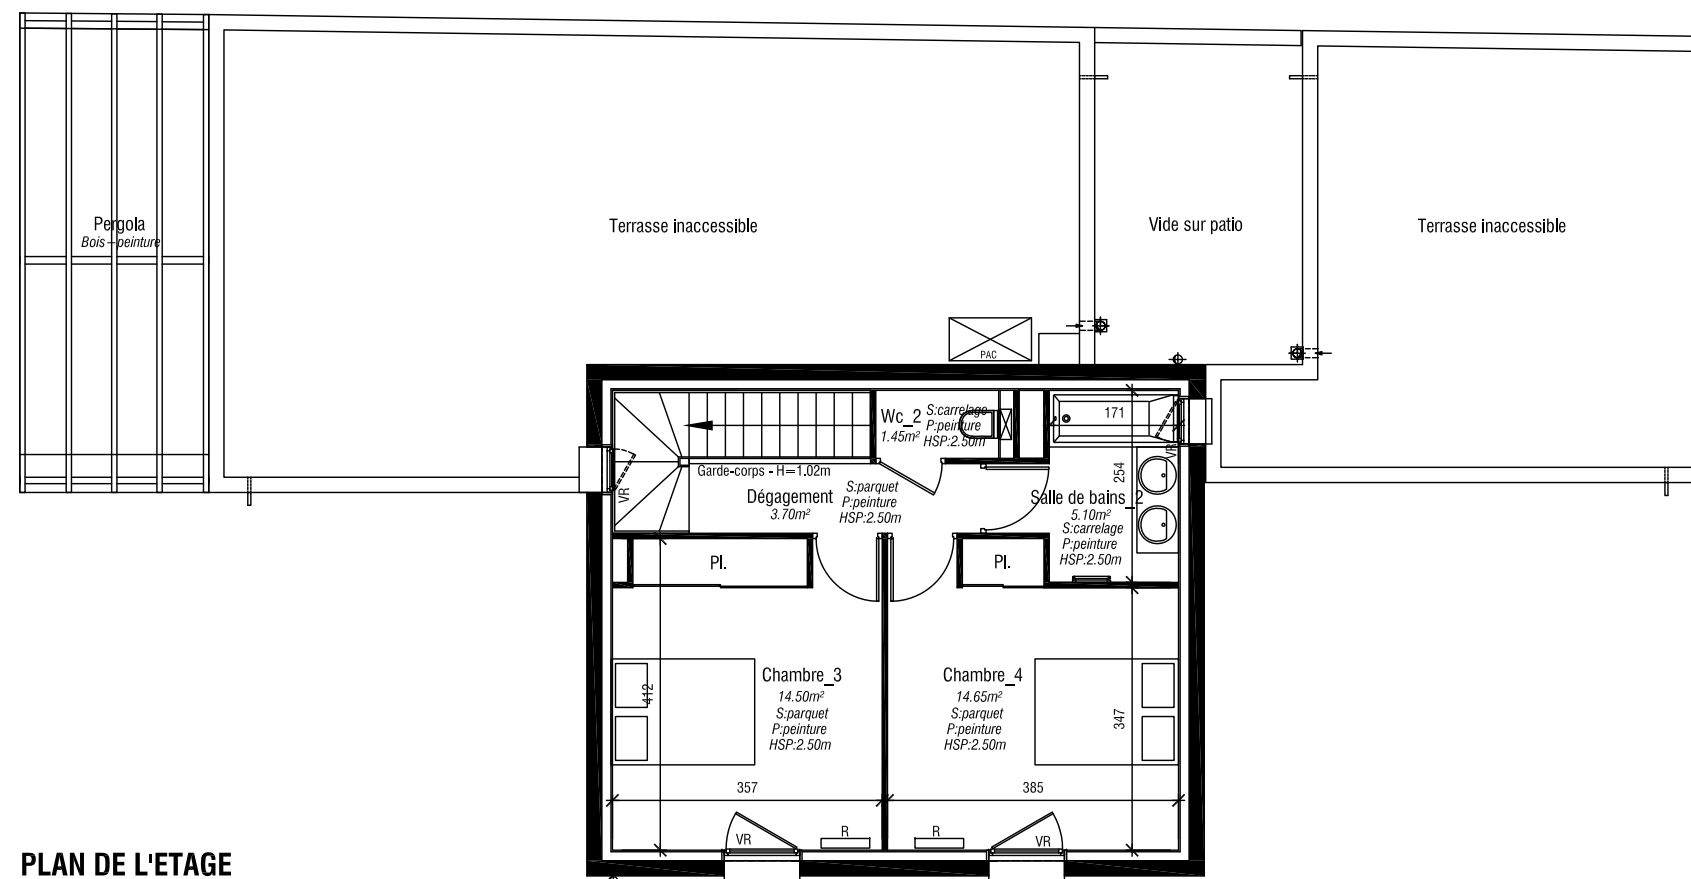 Pergola
Bois-peinture
Terrasse inaccessible
Vide sur patio
Terrasse inaccessible
PAC
Wc_2
1.45m²
S:carrelage
P:peinture
HSP:2.50m
171
VR
Garde-corps - H=1.02m
VR
Dégagement
3.70m²
S:parquet
P:peinture
HSP:2.50m
254
Salle de bains_2
5.10m²
S:carrelage
P:peinture
HSP:2.50m
Pl.
Pl.
412
Chambre_3
14.50m²
S:parquet
P:peinture
HSP:2.50m
Chambre_4
14.65m²
S:parquet
P:peinture
HSP:2.50m
347
357
385
VR
R
R
VR
PLAN DE L'ETAGE